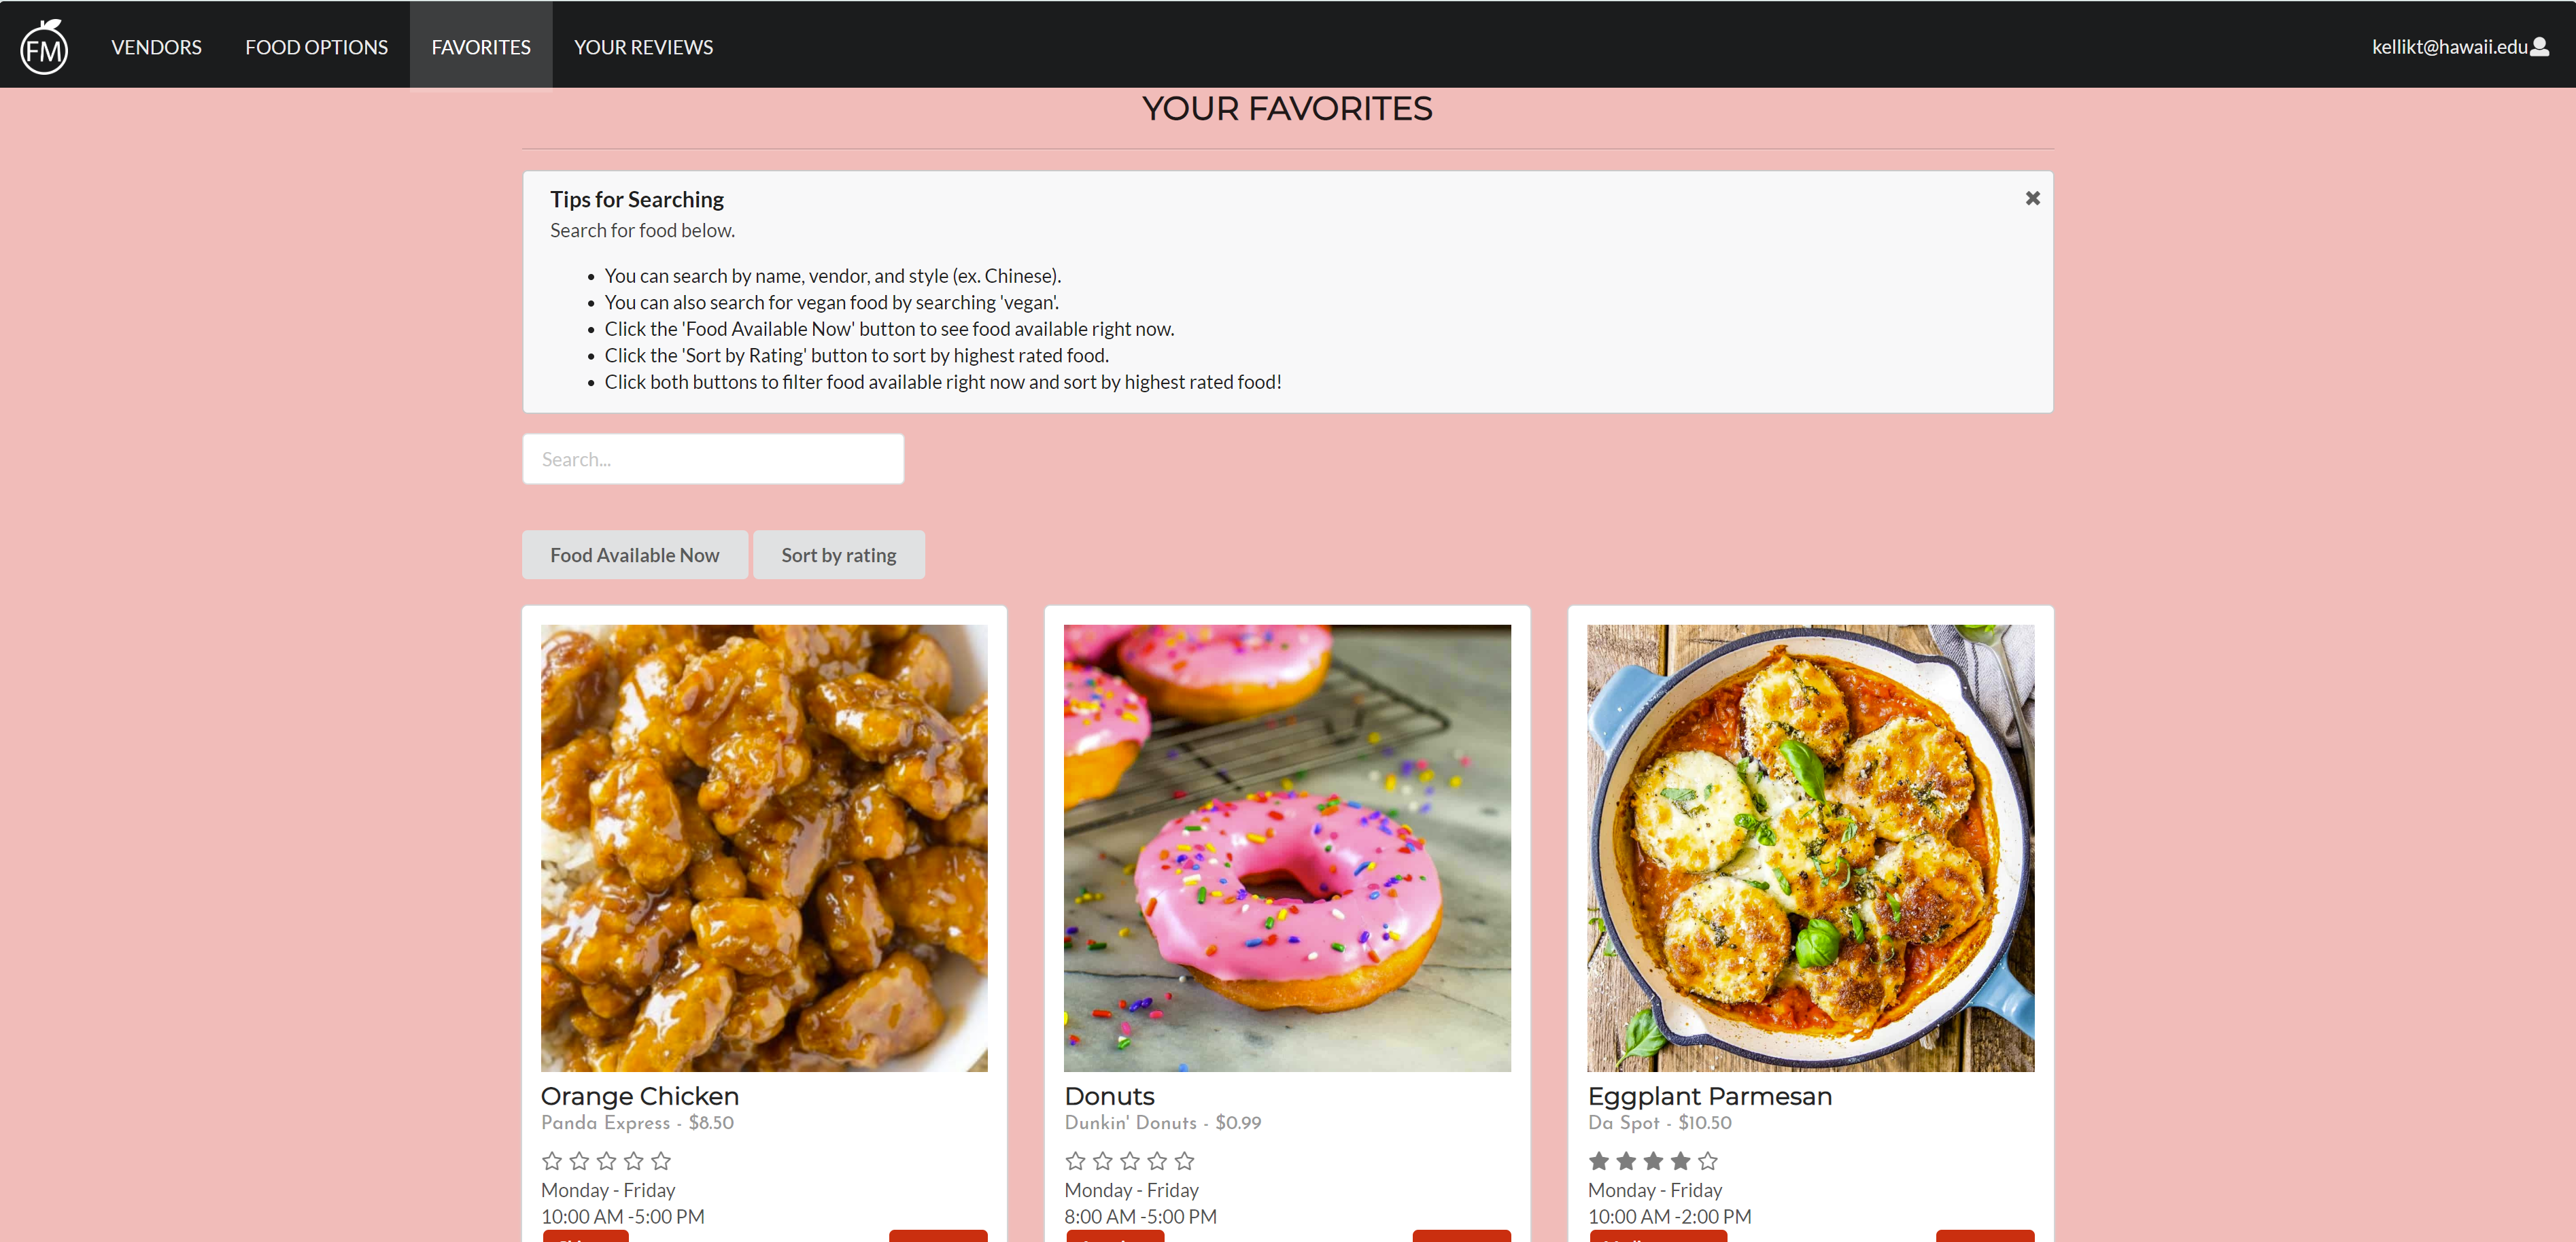 FM
VENDORS
FOOD OPTIONS
FAVORITES
YOUR REVIEWS
kellikt@hawaii.edu
YOUR FAVORITES
Tips for Searching
Search for food below.
• You can search by name, vendor, and style (ex. Chinese).
• You can also search for vegan food by searching 'vegan'.
• Click the 'Food Available Now' button to see food available right now.
• Click the 'Sort by Rating' button to sort by highest rated food.
• Click both buttons to filter food available right now and sort by highest rated food!
Search...
Food Available Now
Sort by rating
Orange Chicken
Panda Express - $8.50
Monday - Friday
10:00 AM -5:00 PM
Donuts
Dunkin' Donuts - $0.99
Monday - Friday
8:00 AM -5:00 PM
Eggplant Parmesan
Da Spot - $10.50
Monday - Friday
10:00 AM -2:00 PM